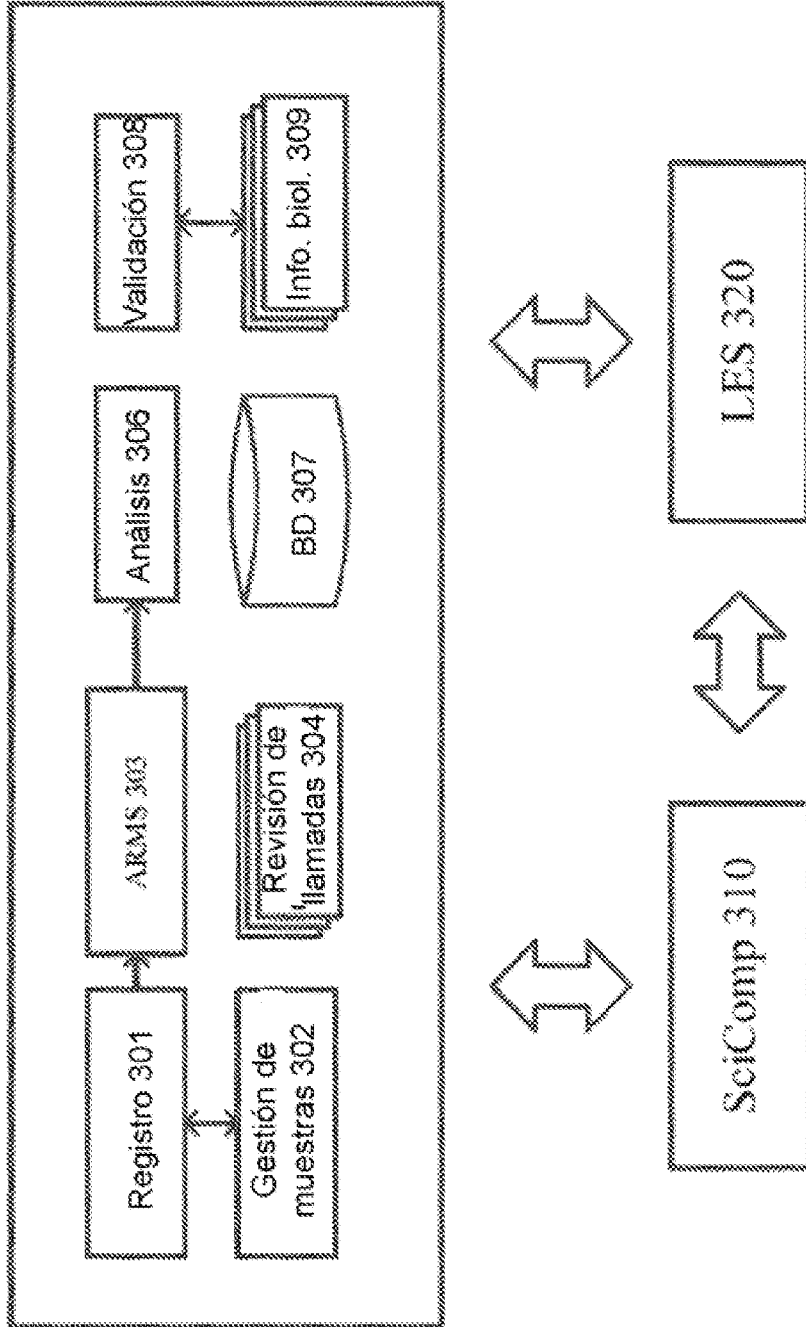 Registro 301
ARMS 303
Análisis 306
Validación 308
Gestión de
muestras 302
Revisión de
llamadas 304
BD 307
Info. biol. 309
SciComp 310
LES 320